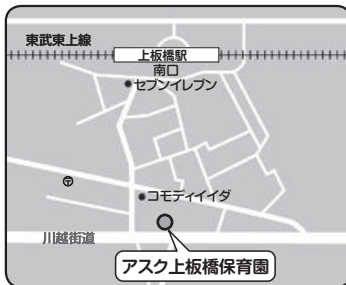 東武東上線
上板橋駅
南口
セブンイレブン
〒
コモディイイダ
川越街道
アスク上板橋保育園